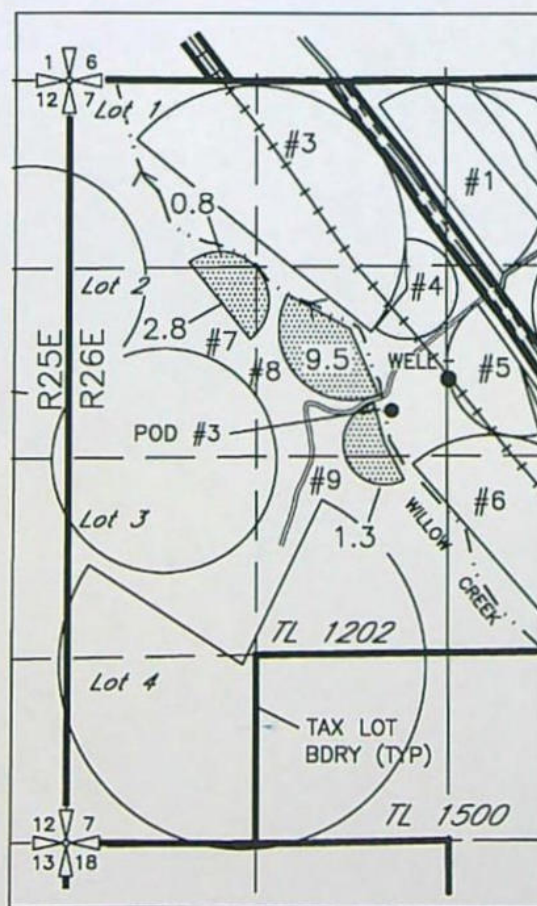 1 6
12 7
Lot 1
#3
#1
0.8
#4
Lot 2
2.8
#7
R25E
R26E
#8
9.5
WELL
#5
POD #3
#9
#6
Lot 3
1.3
WILLOW
CREEK
TL 1202
Lot 4
TAX LOT
BDRY (TYP)
12 7
13 18
TL 1500